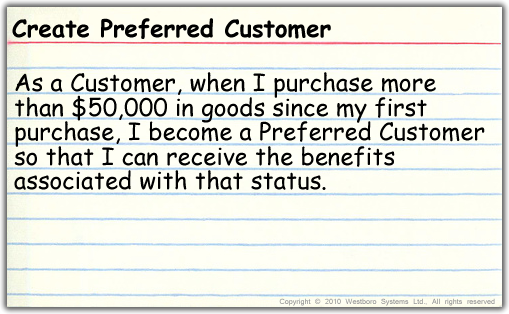 Create Preferred Customer
As a Customer, when I purchase more
than $50,000 in goods since my first
purchase, I become a Preferred Customer
so that I can receive the benefits
associated with that status.
Copyright © 2010 Westboro Systems Ltd., All rights reserved